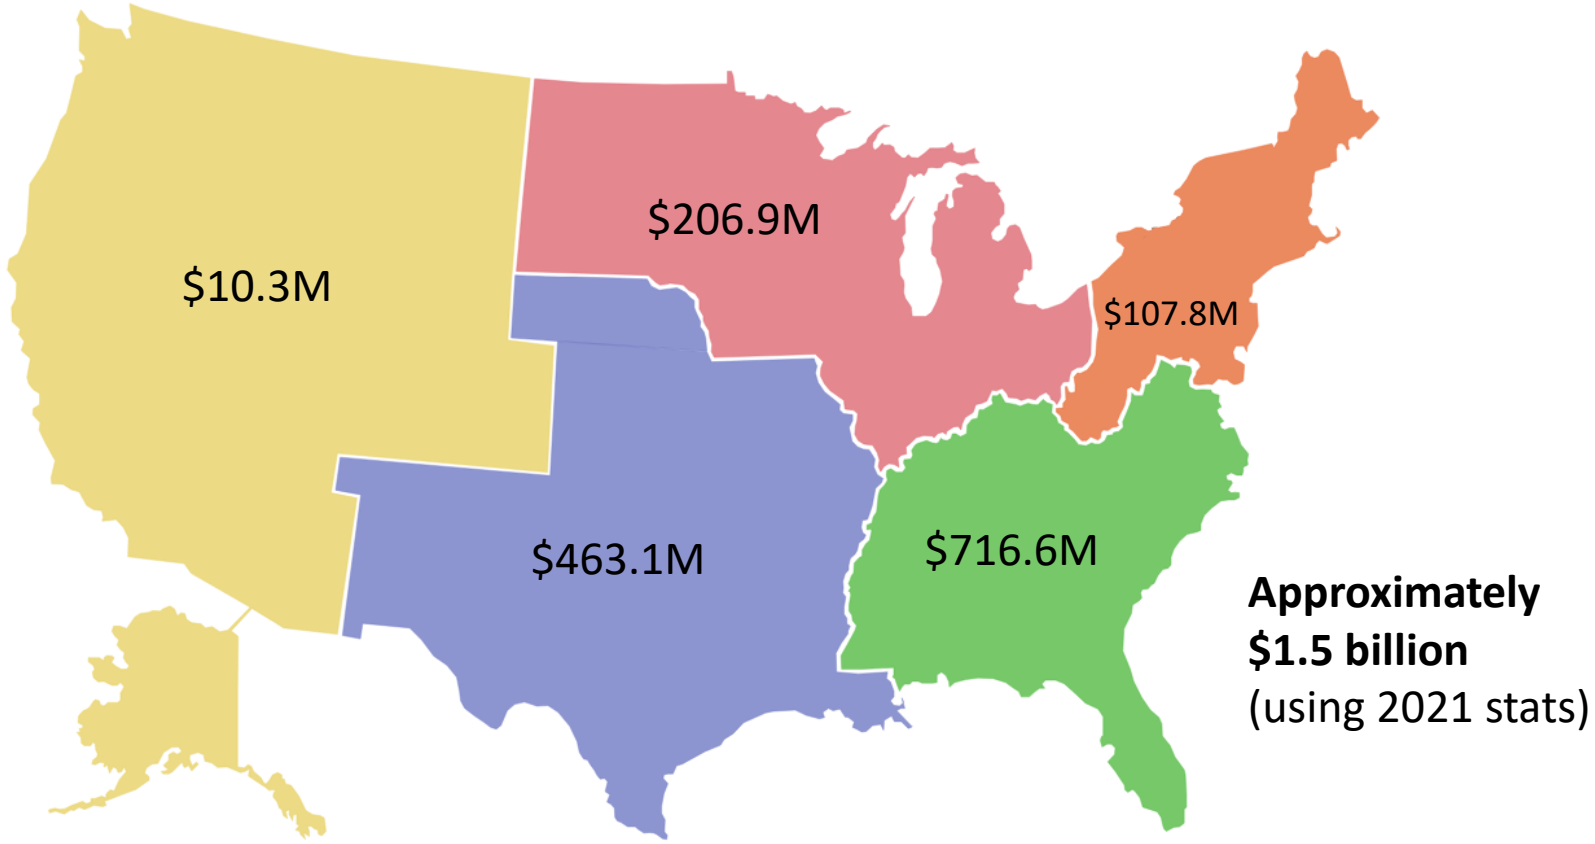 $206.9M
$10.3M
$107.8M
$463.1M
$716.6M
Approximately
$1.5 billion
(using 2021 stats)